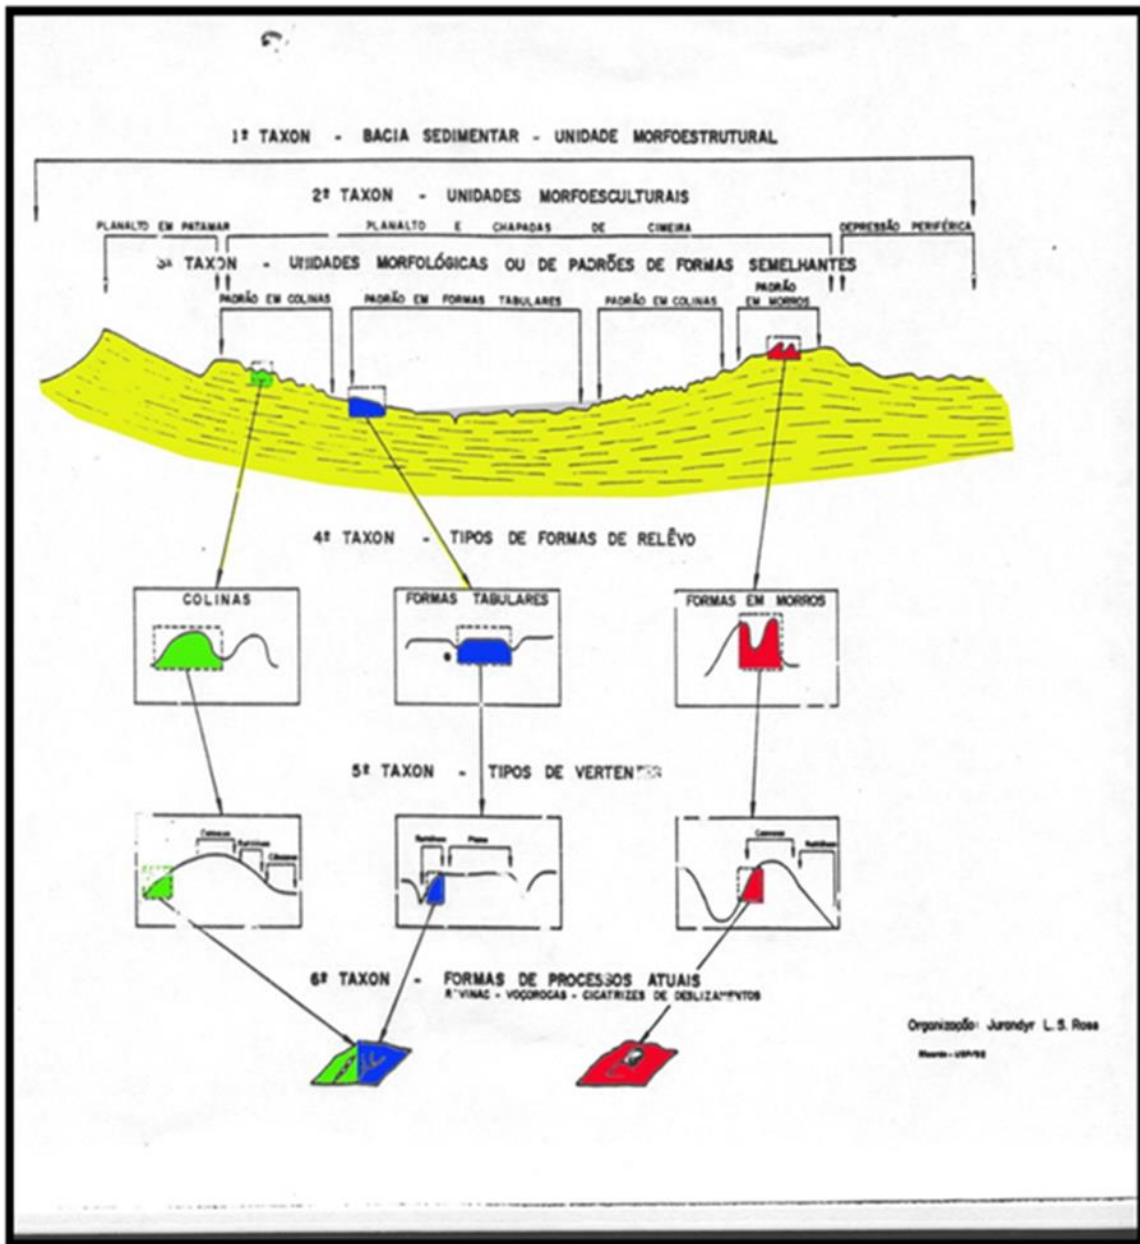 1º TAXON - BACIA SEDIMENTAR - UNIDADE MORFOESTRUTURAL
2º TAXON - UNIDADES MORFOESCULTURAIS
PLANALTO EM PATAMAR
PLANALTO E CHAPADAS DE CIMEIRA
DEPRESSÃO PERIFÉRICA
3º TAXON - UNIDADES MORFOLÓGICAS OU DE PADRÕES DE FORMAS SEMELHANTES
PADRÃO EM COLINAS
PADRÃO EM FORMAS TABULARES
PADRÃO EM COLINAS
PADRÃO
EM MORROS
4º TAXON - TIPOS DE FORMAS DE RELÊVO
COLINAS
FORMAS TABULARES
FORMAS EM MORROS
5º TAXON - TIPOS DE VERTENTES
6º TAXON - FORMAS DE PROCESSOS ATUAIS
RAVINAS - VOÇOROCAS - CICATRIZES DE DESLIZAMENTOS
Organização: Jurandyr L. S. Ross